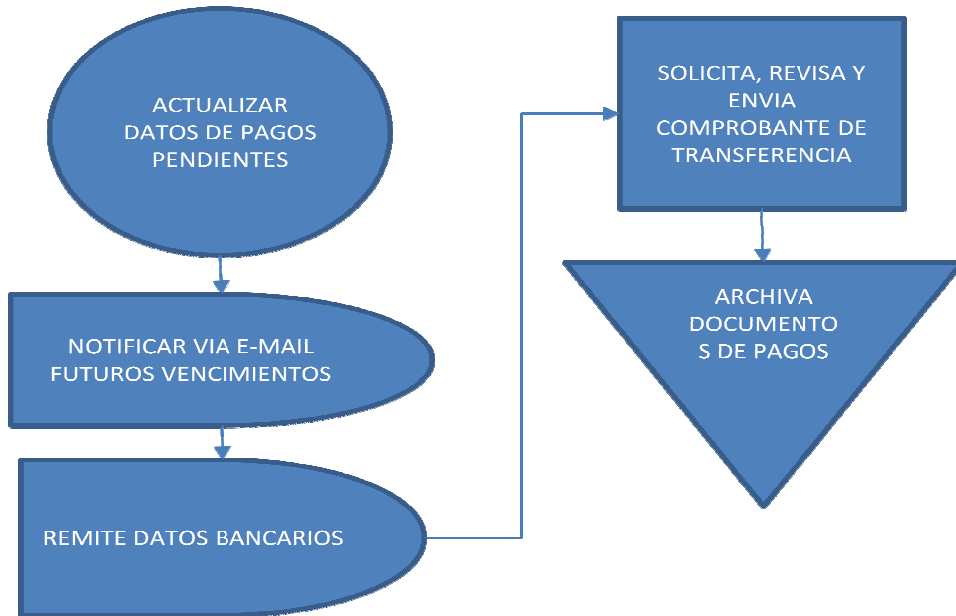 ACTUALIZAR
DATOS DE PAGOS
PENDIENTES
NOTIFICAR VIA E-MAIL
FUTUROS VENCIMIENTOS
REMITE DATOS BANCARIOS
SOLICITA, REVISA Y
ENVIA
COMPROBANTE DE
TRANSFERENCIA
ARCHIVA
DOCUMENTO
S DE PAGOS